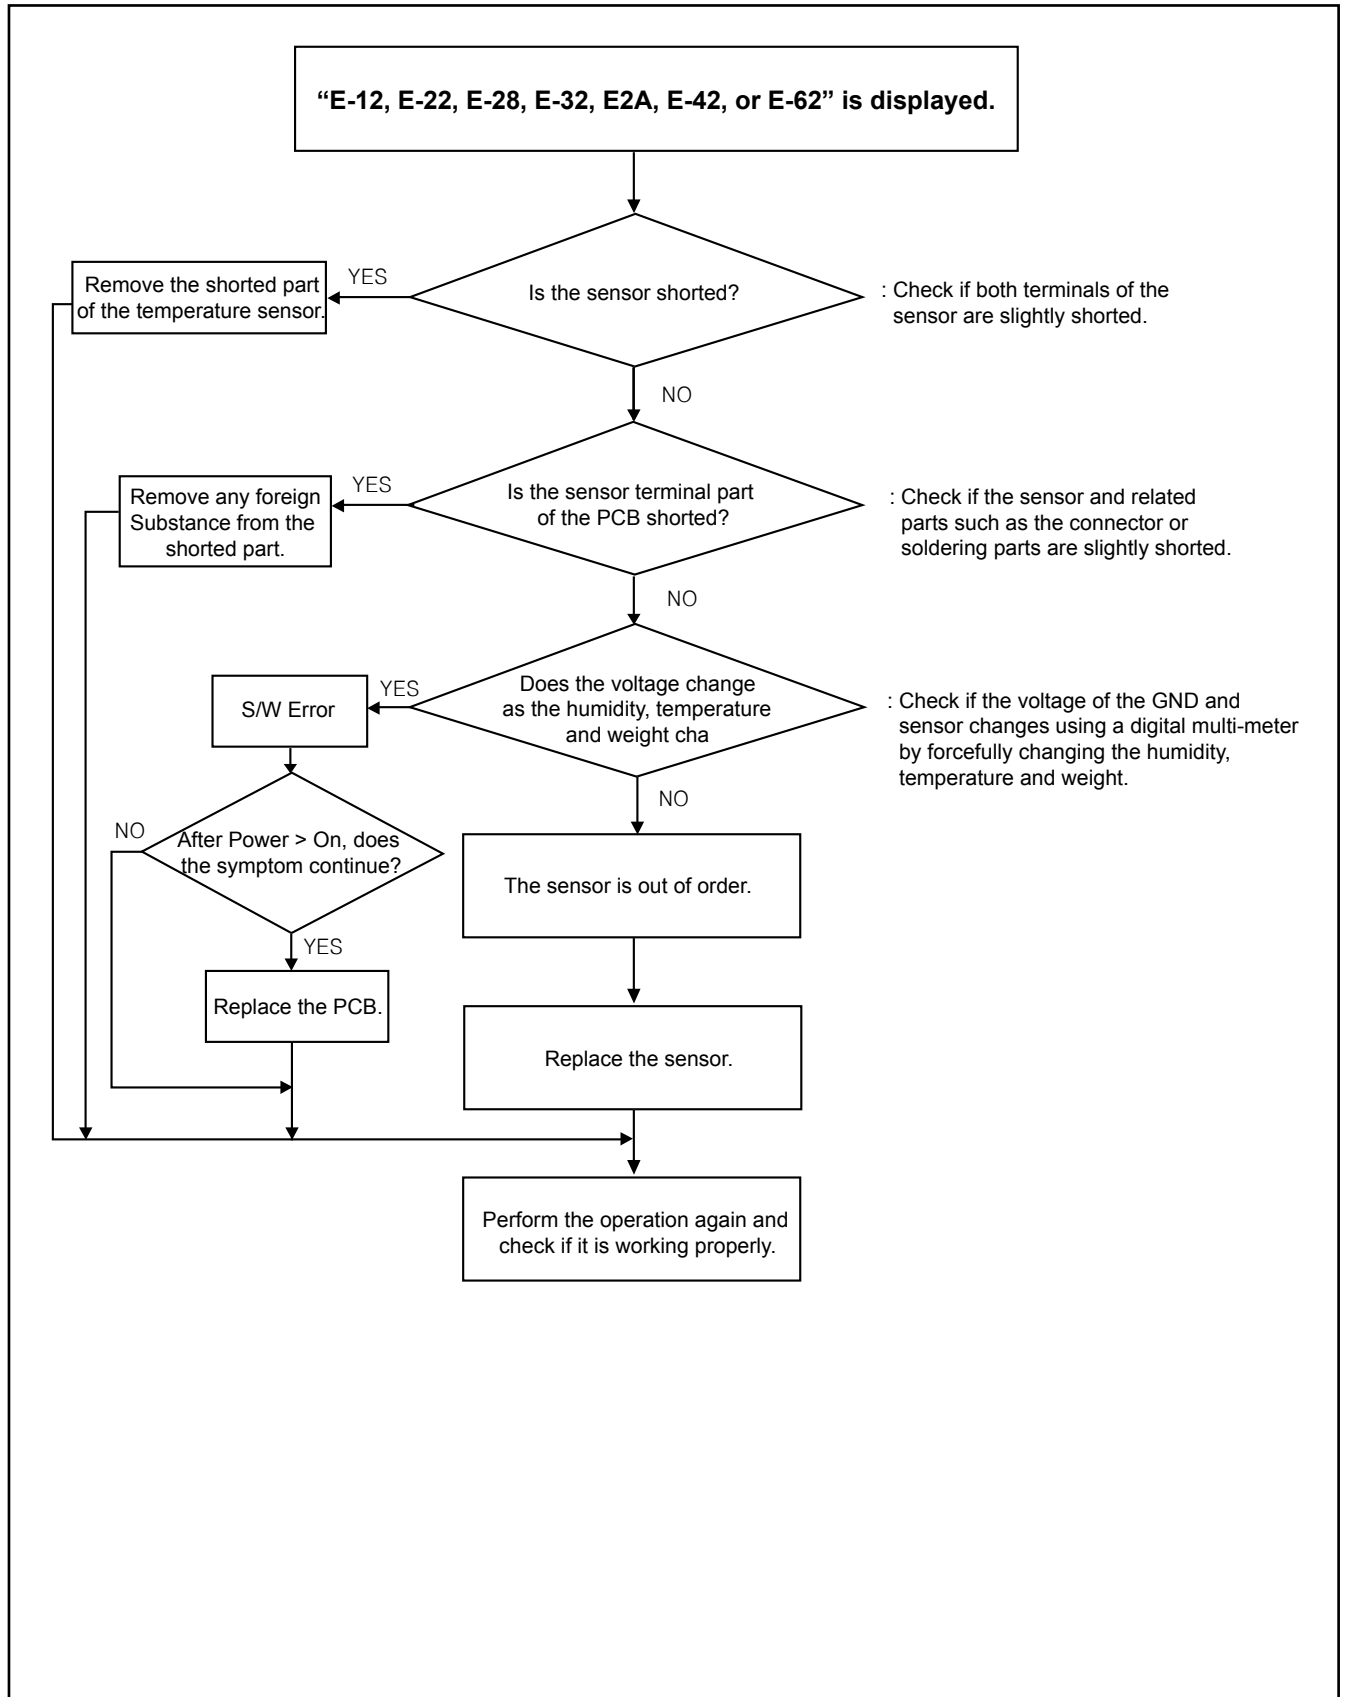 “E-12, E-22, E-28, E-32, E2A, E-42, or E-62” is displayed.
Is the sensor shorted?
YES
Remove the shorted part
of the temperature sensor.
: Check if both terminals of the
sensor are slightly shorted.
NO
Is the sensor terminal part
of the PCB shorted?
YES
Remove any foreign
Substance from the
shorted part.
: Check if the sensor and related
parts such as the connector or
soldering parts are slightly shorted.
NO
Does the voltage change
as the humidity, temperature
and weight cha
YES
S/W Error
: Check if the voltage of the GND and
sensor changes using a digital multi-meter
by forcefully changing the humidity,
temperature and weight.
NO
After Power > On, does
the symptom continue?
NO
YES
Replace the PCB.
The sensor is out of order.
Replace the sensor.
Perform the operation again and
check if it is working properly.